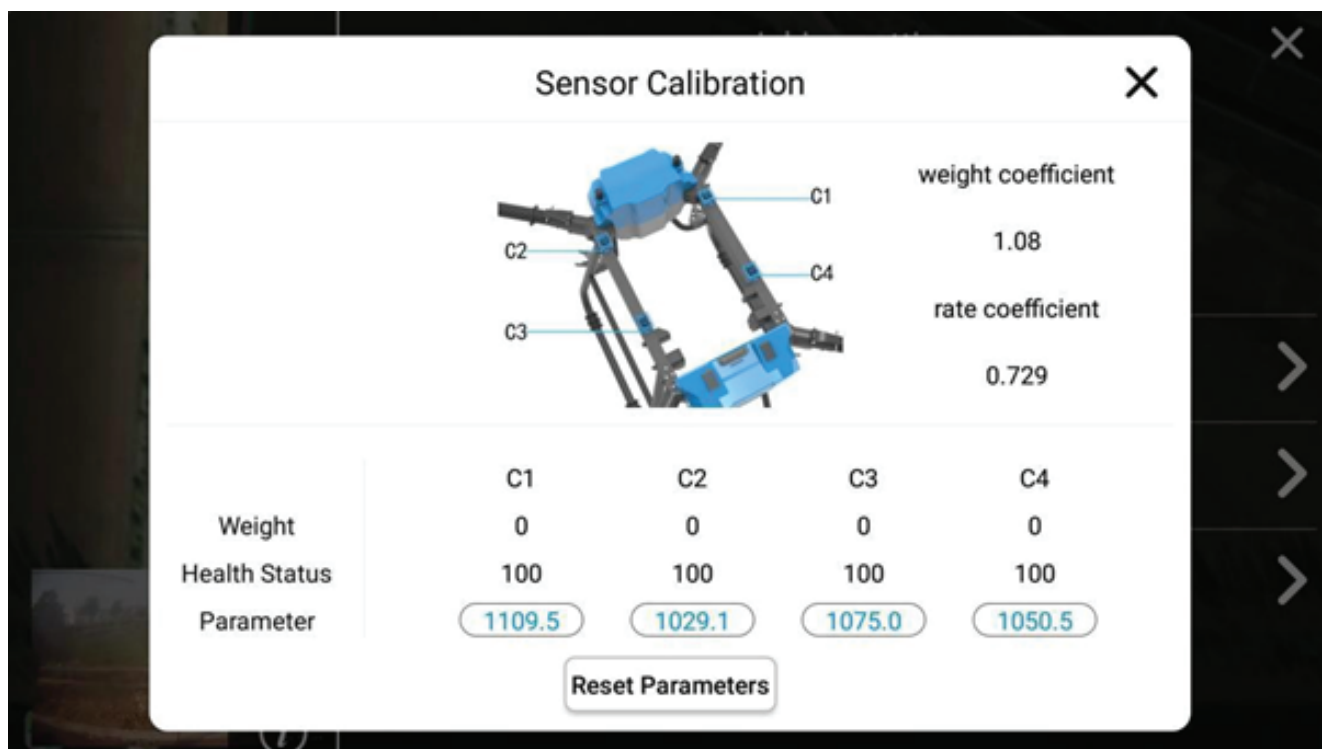 Sensor Calibration
C1
weight coefficient
C2
1.08
C4
rate coefficient
C3
0.729
C1 C2 C3 C4
Weight 0 0 0 0
Health Status 100 100 100 100
Parameter 1109.5 1029.1 1075.0 1050.5
Reset Parameters